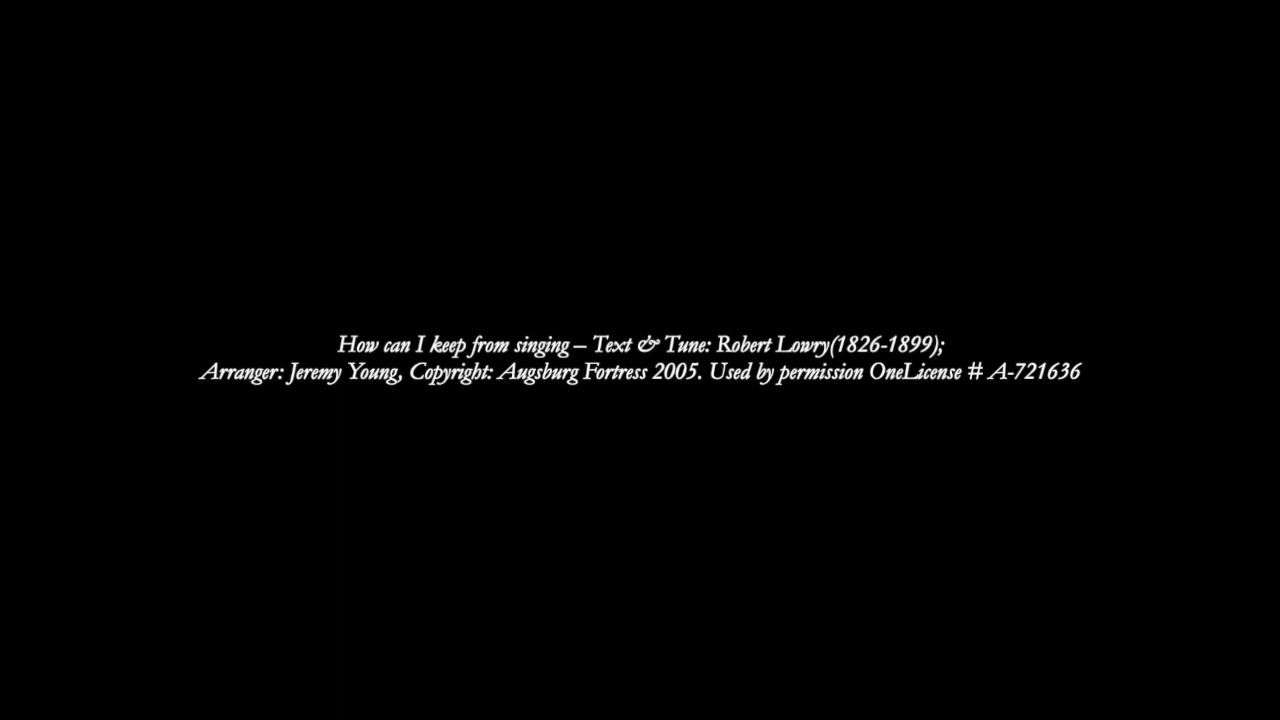 How can I keep from singing – Text & Tune: Robert Lowry(1826-1899);
Arranger: Jeremy Young, Copyright: Augsburg Fortress 2005. Used by permission OneLicense # A-721636